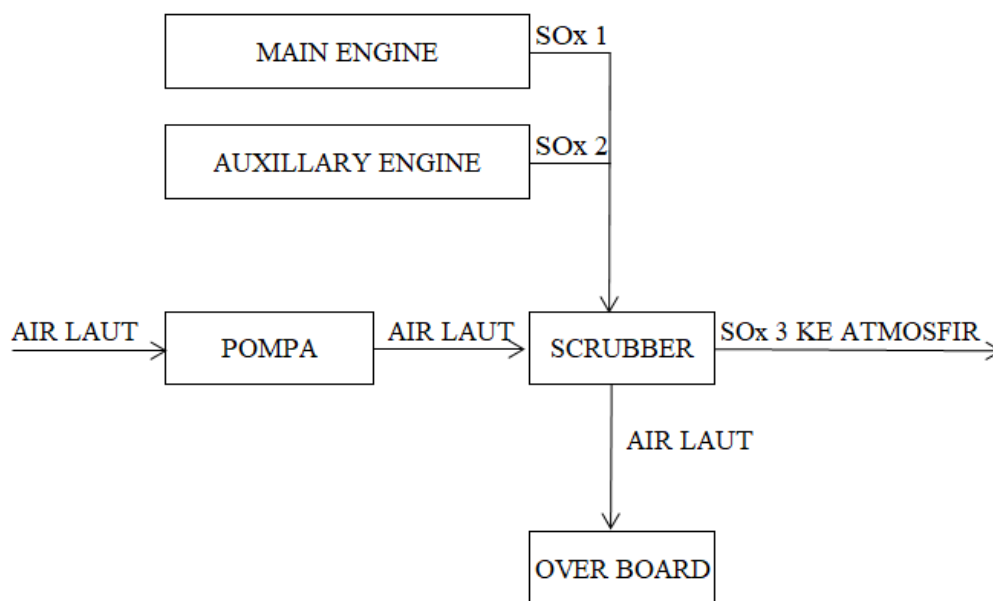 MAIN ENGINE
SOx 1
AUXILLARY ENGINE
SOx 2
AIR LAUT
POMPA
AIR LAUT
SCRUBBER
SOx 3 KE ATMOSFIR
AIR LAUT
OVER BOARD